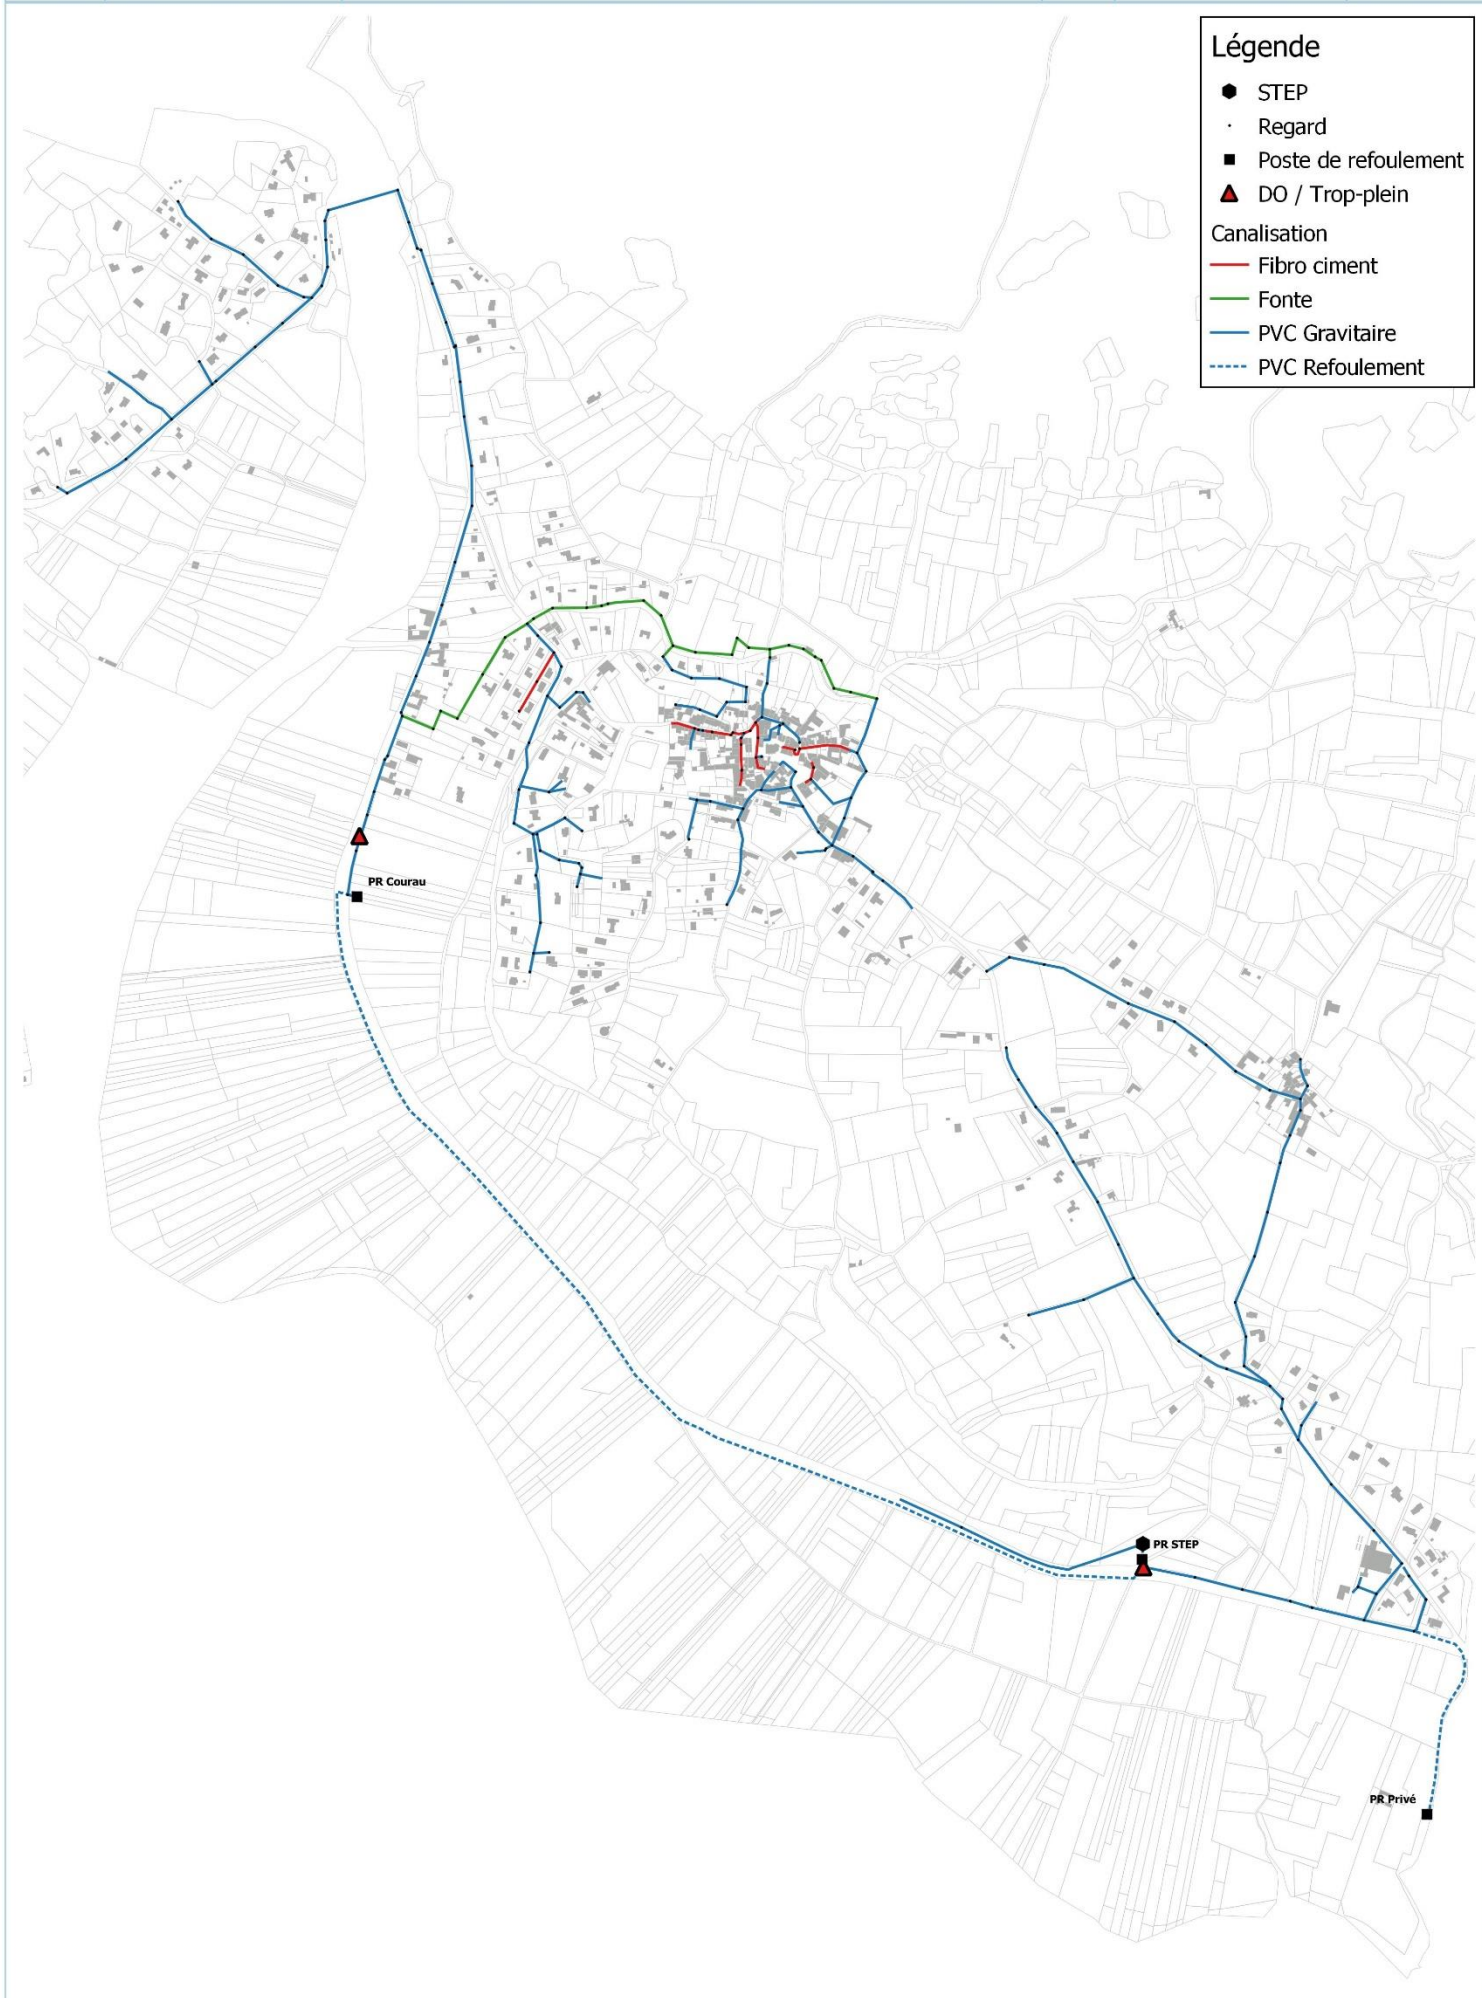 Légende
STEP
Regard
Poste de refoulement
DO / Trop-plein
Canalisation
Fibro ciment
Fonte
PVC Gravitaire
PVC Refoulement
PR Courau
PR STEP
PR Privé